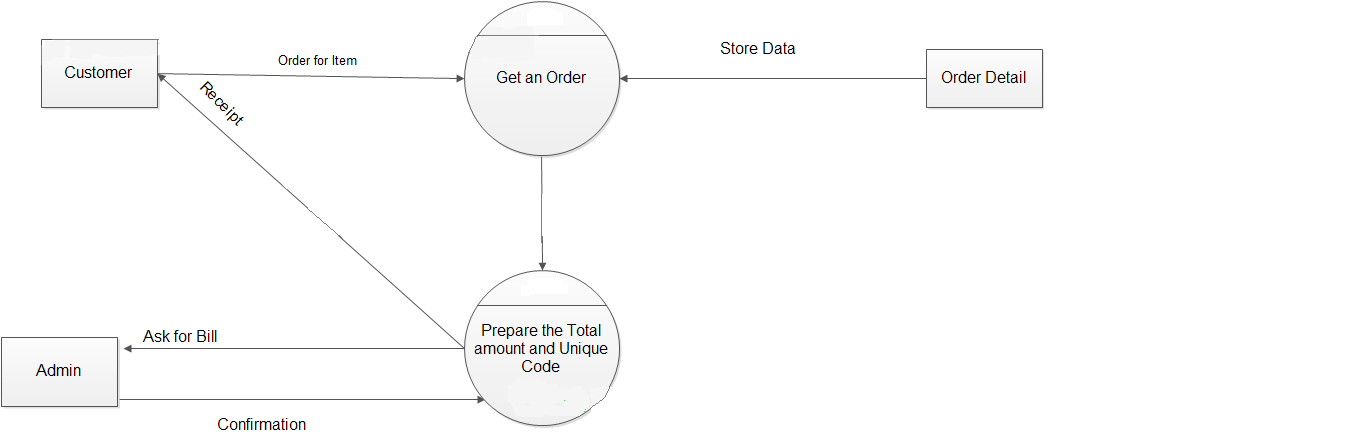 Store Data
Order for Item
Customer
Get an Order
Order Detail
Receipt
Prepare the Total
amount and Unique
Code
Ask for Bill
Admin
Confirmation